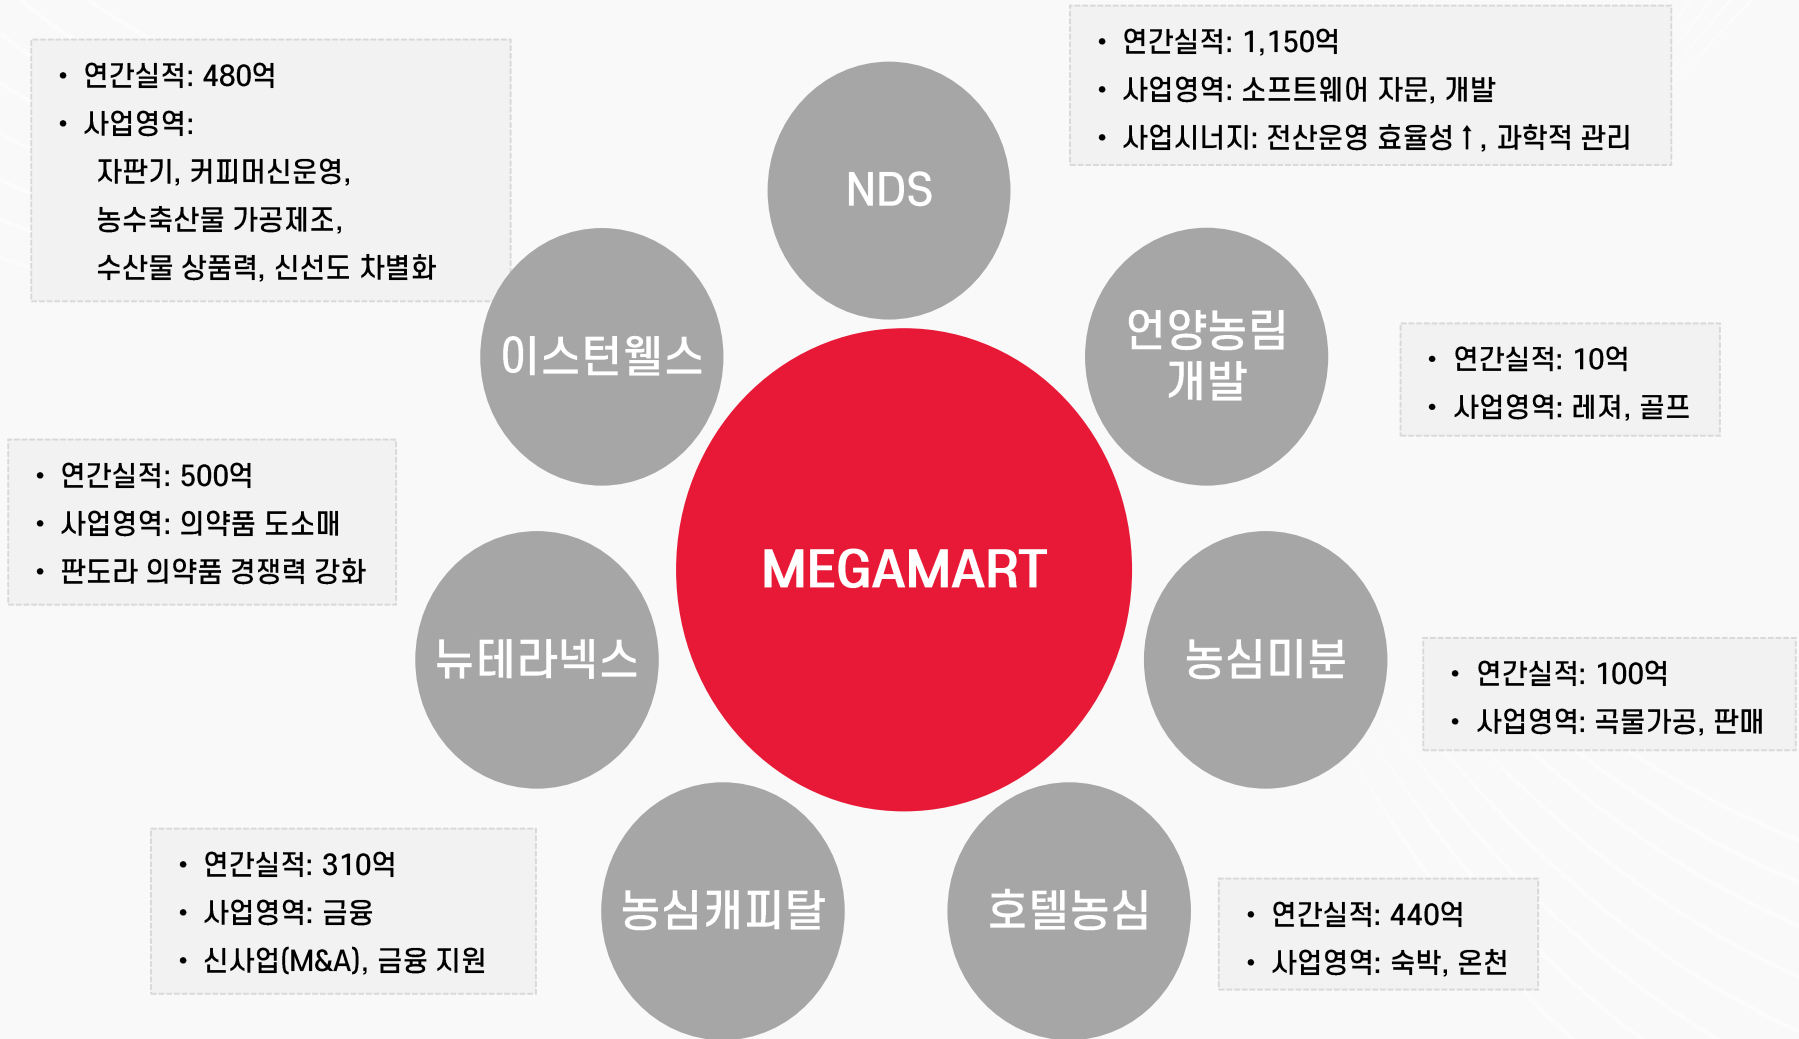 • 연간실적: 480억
• 사업영역:
자판기, 커피머신운영,
농수축산물 가공제조,
수산물 상품력, 신선도 차별화
이스턴웰스
NDS
• 연간실적: 1,150억
• 사업영역: 소프트웨어 자문, 개발
• 사업시너지: 전산운영 효율성↑, 과학적 관리
언양농림
개발
• 연간실적: 10억
• 사업영역: 레져, 골프
• 연간실적: 500억
• 사업영역: 의약품 도소매
• 판도라 의약품 경쟁력 강화
뉴테라넥스
MEGAMART
농심미분
• 연간실적: 100억
• 사업영역: 곡물가공, 판매
• 연간실적: 310억
• 사업영역: 금융
• 신사업(M&A), 금융 지원
농심캐피탈
호텔농심
• 연간실적: 440억
• 사업영역: 숙박, 온천